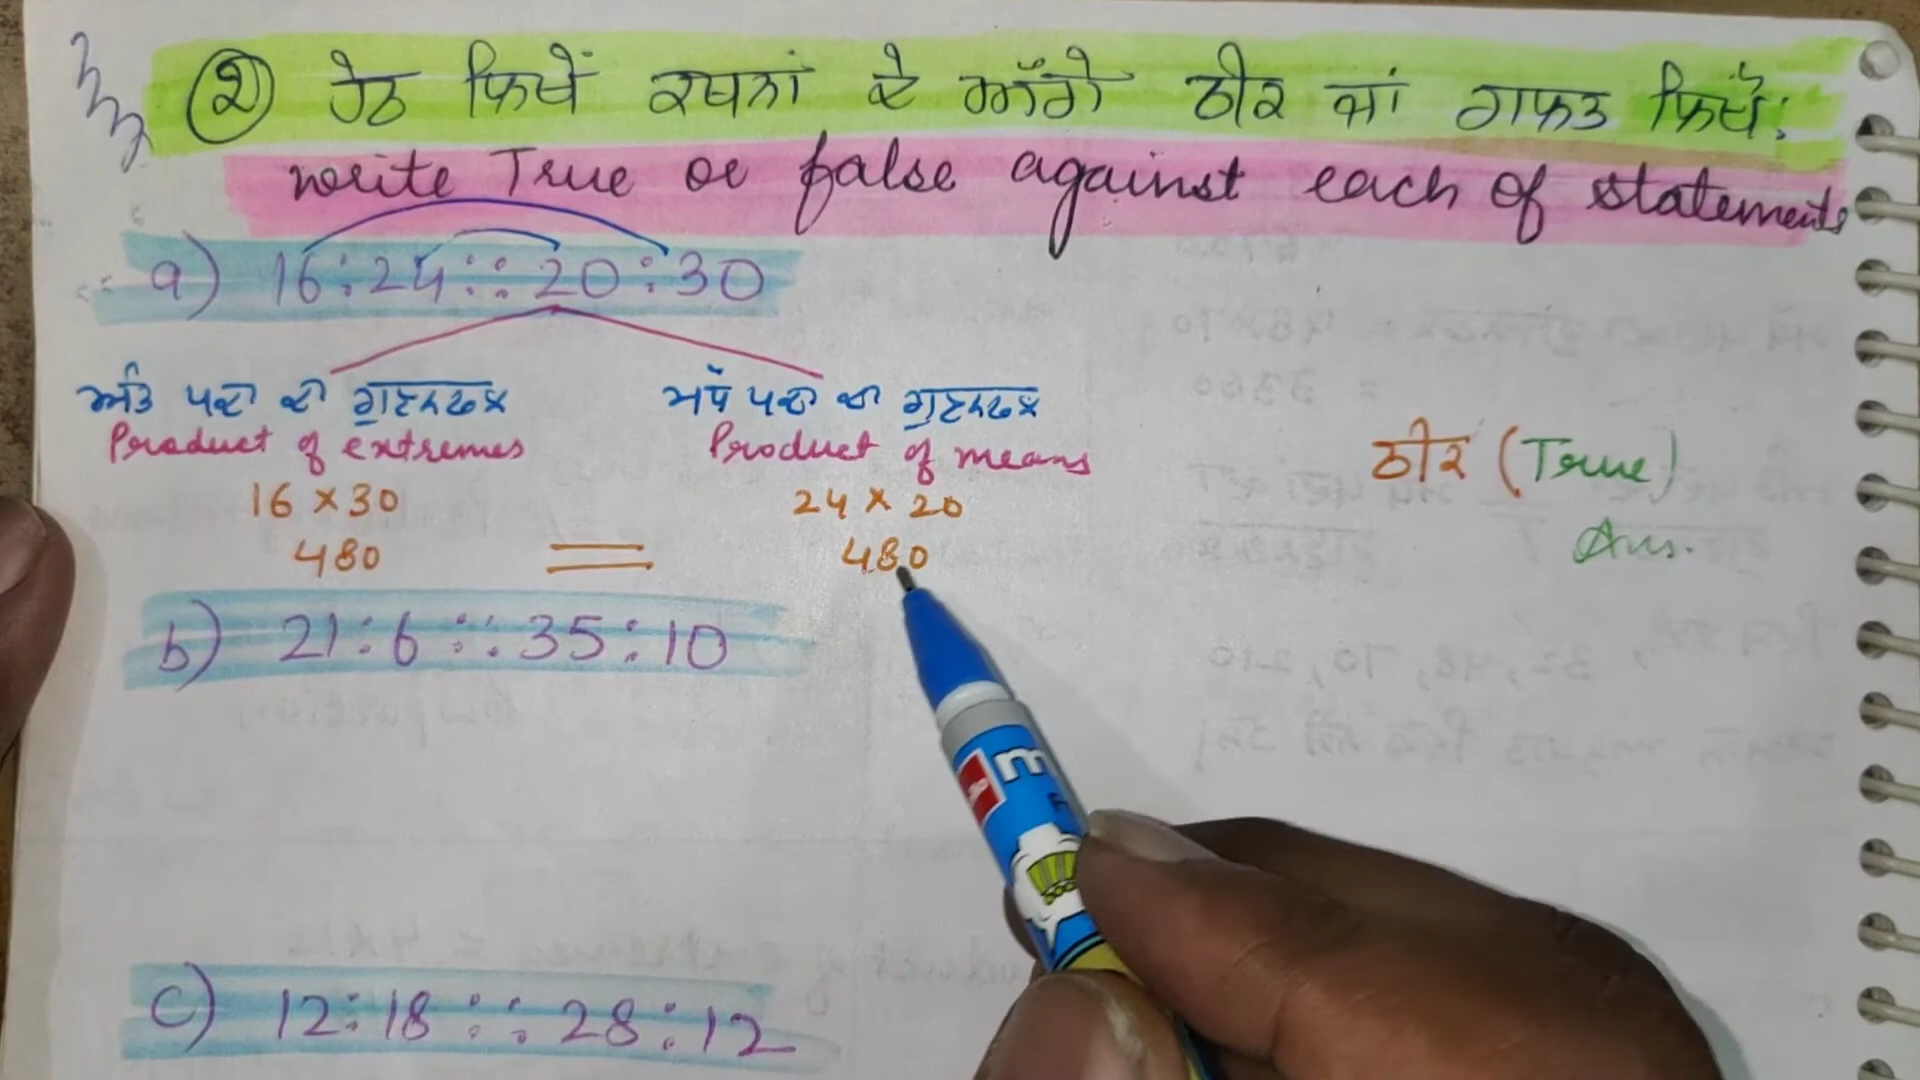 ੨ ਹੇਠ ਲਿਖੇਂ ਕਥਨਾਂ ਦੇ ਅੱਗੇ ਠੀਕ ਜਾਂ ਗਲਤ ਲਿਖੋ:
write True or false against each of statements
a) 16:24::20:30
ਅੰਤ ਪਦਾਂ ਦੀ ਗੁਣਨਫਲ ਮੱਧ ਪਦਾਂ ਦੀ ਗੁਣਨਫਲ
Product of extremes Product of means
ਠੀਕ (True)
16 × 30 24 × 20
480 = 480
Ans.
b) 21:6::35:10
c) 12:18::28:12